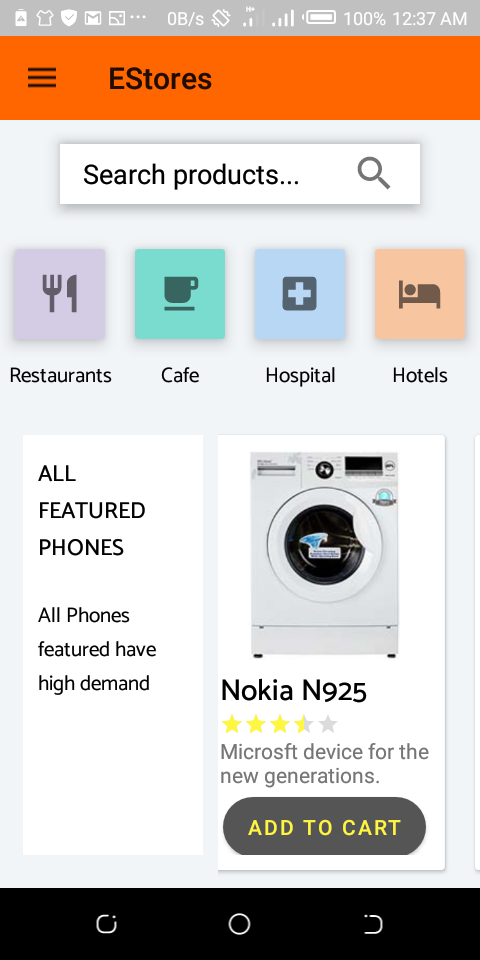 0B/s 100% 12:37 AM
EStores
Search products...
Restaurants Cafe Hospital Hotels
ALL
FEATURED
PHONES
All Phones
featured have
high demand
Nokia N925
Microsft device for the
new generations.
ADD TO CART